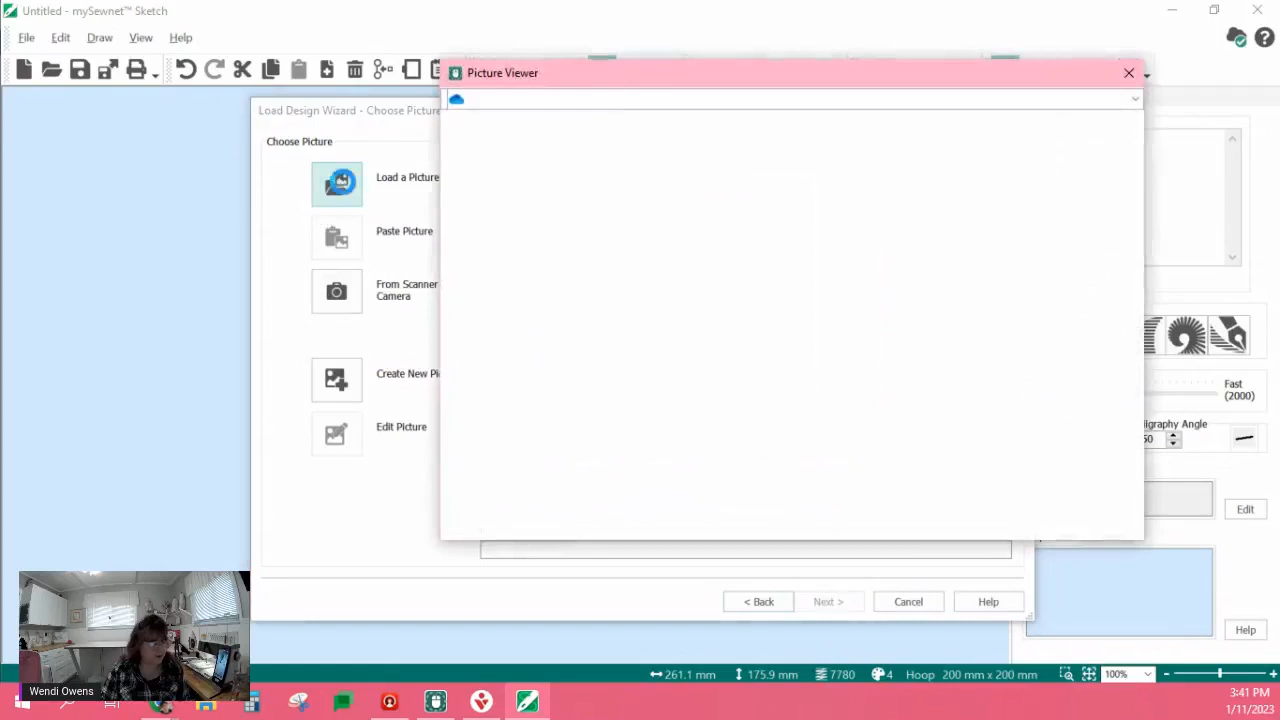 Untitled - mySewnet™ Sketch
File Edit Draw View Help
Picture Viewer
Load Design Wizard - Choose Picture
Choose Picture
Load a Picture
Paste Picture
From Scanner
Camera
Create New Pi
Edit Picture
Fast
(2000)
ligraphy Angle
50
Edit
< Back Next > Cancel Help
Help
Wendi Owens
261.1 mm 175.9 mm 7780 4 Hoop 200 mm x 200 mm 100%
3:41 PM
1/11/2023